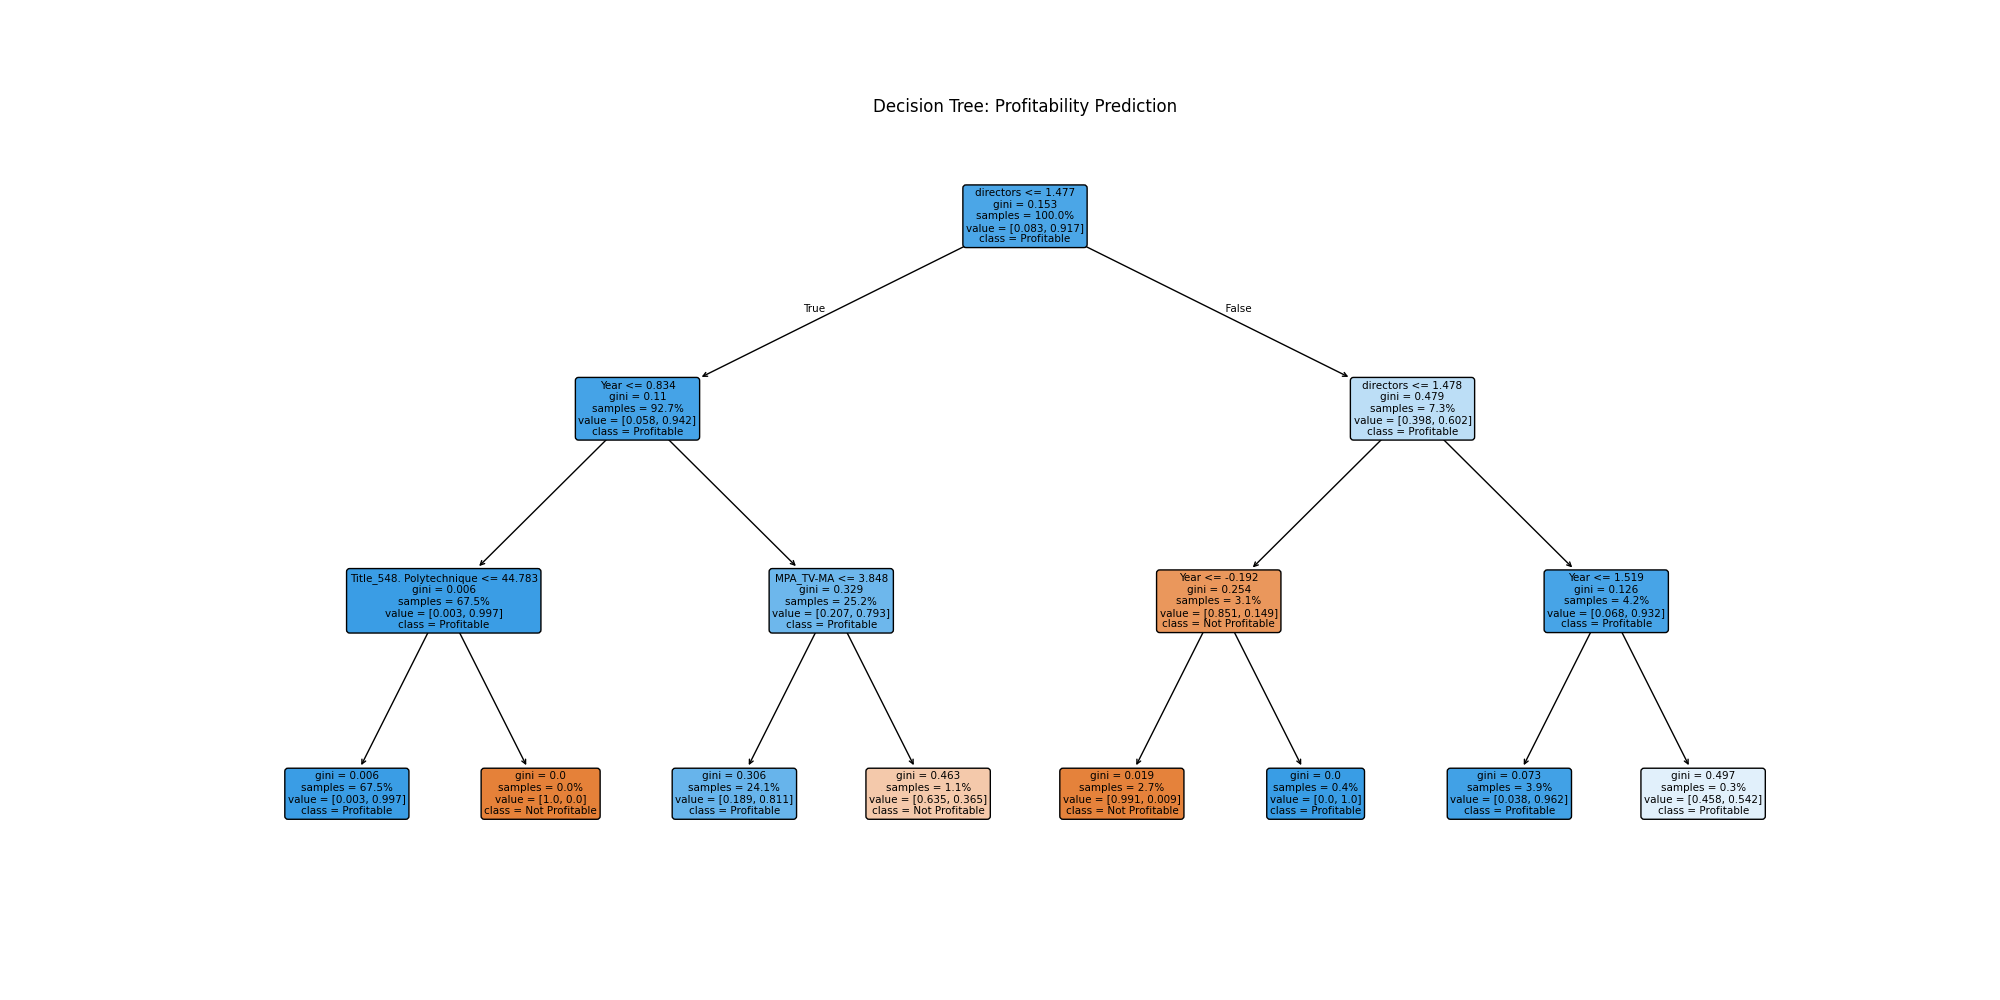 Decision Tree: Profitability Prediction
directors <= 1.477
gini = 0.153
samples = 100.0%
value = [0.083, 0.917]
class = Profitable
True
False
Year <= 0.834
gini = 0.11
samples = 92.7%
value = [0.058, 0.942]
class = Profitable
directors <= 1.478
gini = 0.479
samples = 7.3%
value = [0.398, 0.602]
class = Profitable
Title_548. Polytechnique <= 44.783
gini = 0.006
samples = 67.5%
value = [0.003, 0.997]
class = Profitable
MPA_TV-MA <= 3.848
gini = 0.329
samples = 25.2%
value = [0.207, 0.793]
class = Profitable
Year <= -0.192
gini = 0.254
samples = 3.1%
value = [0.851, 0.149]
class = Not Profitable
Year <= 1.519
gini = 0.126
samples = 4.2%
value = [0.068, 0.932]
class = Profitable
gini = 0.006
samples = 67.5%
value = [0.003, 0.997]
class = Profitable
gini = 0.0
samples = 0.0%
value = [1.0, 0.0]
class = Not Profitable
gini = 0.306
samples = 24.1%
value = [0.189, 0.811]
class = Profitable
gini = 0.463
samples = 1.1%
value = [0.635, 0.365]
class = Not Profitable
gini = 0.019
samples = 2.7%
value = [0.991, 0.009]
class = Not Profitable
gini = 0.0
samples = 0.4%
value = [0.0, 1.0]
class = Profitable
gini = 0.073
samples = 3.9%
value = [0.038, 0.962]
class = Profitable
gini = 0.497
samples = 0.3%
value = [0.458, 0.542]
class = Profitable